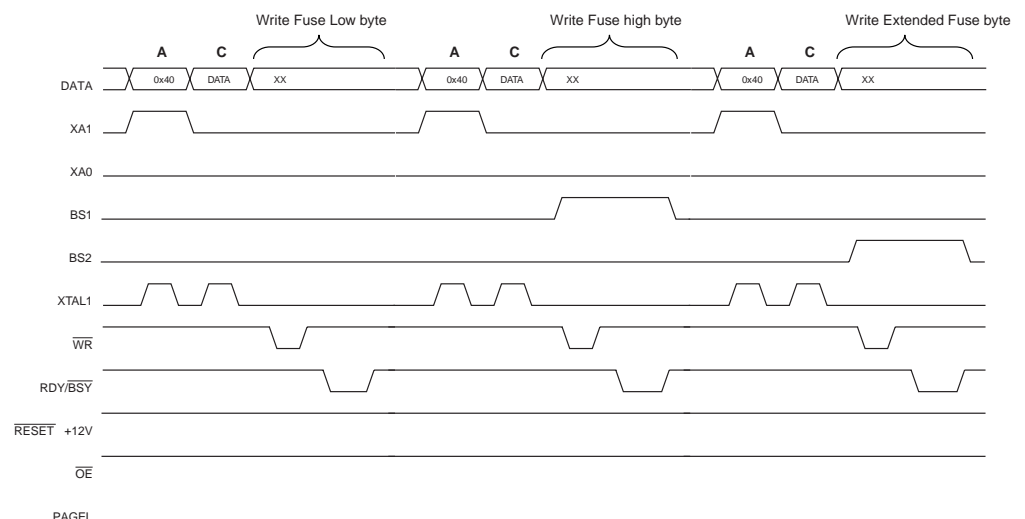 Write Fuse Low byte Write Fuse high byte Write Extended Fuse byte
A C A C A C
DATA 0x40 DATA XX 0x40 DATA XX 0x40 DATA XX
XA1
XA0
BS1
BS2
XTAL1
WR
RDY/BSY
RESET +12V
OE
PAGEL